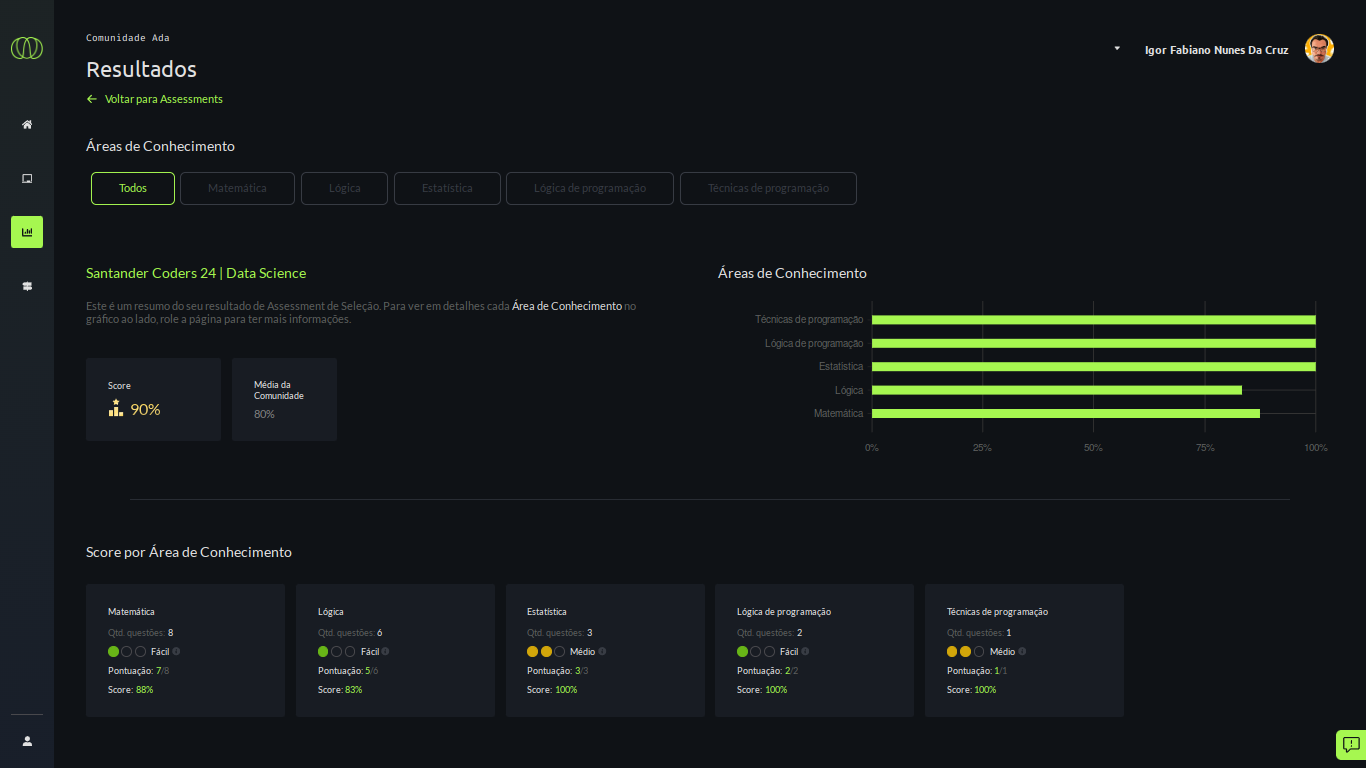 Comunidade Ada
Igor Fabiano Nunes Da Cruz
Resultados
Voltar para Assessments
Áreas de Conhecimento
Todos
Matemática
Lógica
Estatística
Lógica de programação
Técnicas de programação
Santander Coders 24 | Data Science
Este é um resumo do seu resultado de Assessment de Seleção. Para ver em detalhes cada Área de Conhecimento no
gráfico ao lado, role a página para ter mais informações.
Score
90%
Média da
Comunidade
80%
Áreas de Conhecimento
Técnicas de programação
Lógica de programação
Estatística
Lógica
Matemática
0%
25%
50%
75%
100%
Score por Área de Conhecimento
Matemática
Qtd. questões: 8
Fácil
Pontuação: 7/8
Score: 88%
Lógica
Qtd. questões: 6
Fácil
Pontuação: 5/6
Score: 83%
Estatística
Qtd. questões: 3
Médio
Pontuação: 3/3
Score: 100%
Lógica de programação
Qtd. questões: 2
Fácil
Pontuação: 2/2
Score: 100%
Técnicas de programação
Qtd. questões: 1
Médio
Pontuação: 1/1
Score: 100%